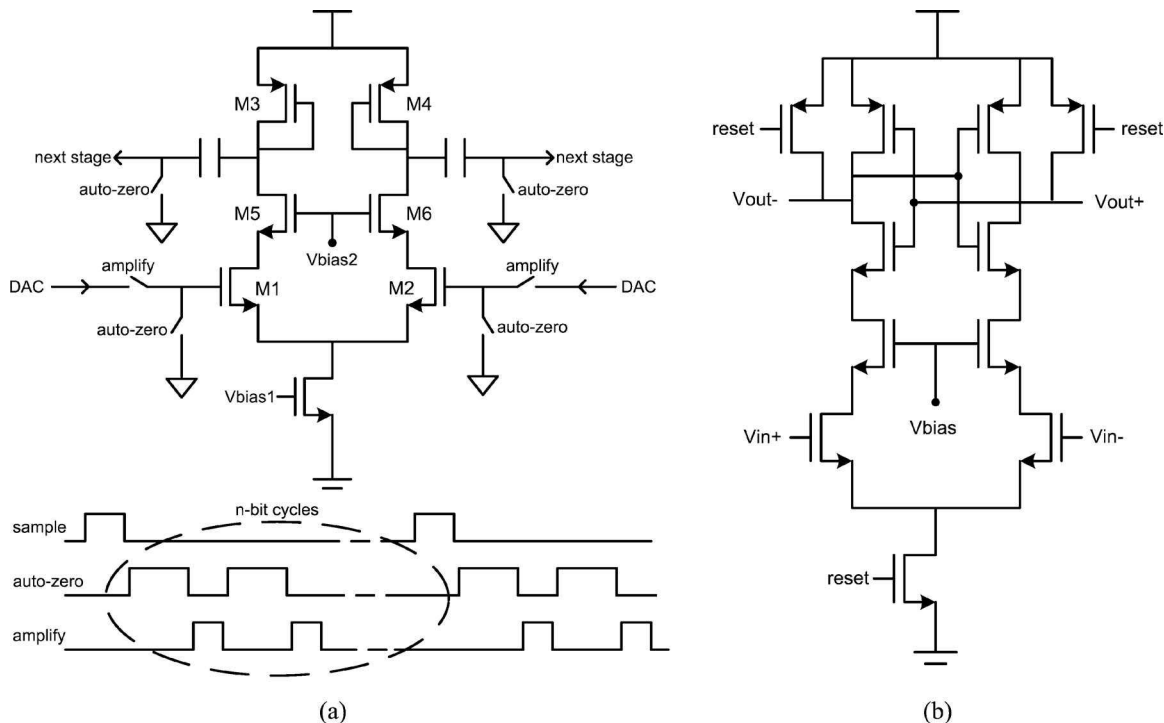 M3
M4
next stage
next stage
auto-zero
auto-zero
M5
M6
Vbias2
amplify
amplify
DAC
M1
M2
DAC
auto-zero
auto-zero
Vbias1
n-bit cycles
sample
auto-zero
amplify
(a)
reset
reset
Vout-
Vout+
Vbias
Vin+
Vin-
reset
(b)